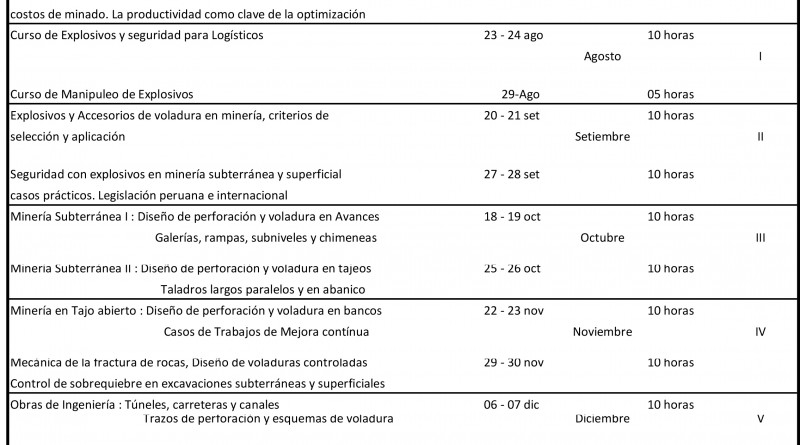 costos de minado. La productividad como clave de la optimización
Curso de Explosivos y seguridad para Logísticos 23 - 24 ago 10 horas
Agosto I
Curso de Manipuleo de Explosivos 29-Ago 05 horas
Explosivos y Accesorios de voladura en minería, criterios de 20 - 21 set 10 horas
selección y aplicación Setiembre II
Seguridad con explosivos en minería subterránea y superficial 27 - 28 set 10 horas
casos prácticos. Legislación peruana e internacional
Minería Subterránea I : Diseño de perforación y voladura en Avances 18 - 19 oct 10 horas
Galerías, rampas, subniveles y chimeneas Octubre III
Minería Subterránea II : Diseño de perforación y voladura en tajeos 25 - 26 oct 10 horas
Taladros largos paralelos y en abanico
Minería en Tajo abierto : Diseño de perforación y voladura en bancos 22 - 23 nov 10 horas
Casos de Trabajos de Mejora contínua Noviembre IV
Mecánica de la fractura de rocas, Diseño de voladuras controladas 29 - 30 nov 10 horas
Control de sobrequiebre en excavaciones subterráneas y superficiales
Obras de Ingeniería : Túneles, carreteras y canales 06 - 07 dic 10 horas
Trazos de perforación y esquemas de voladura Diciembre V